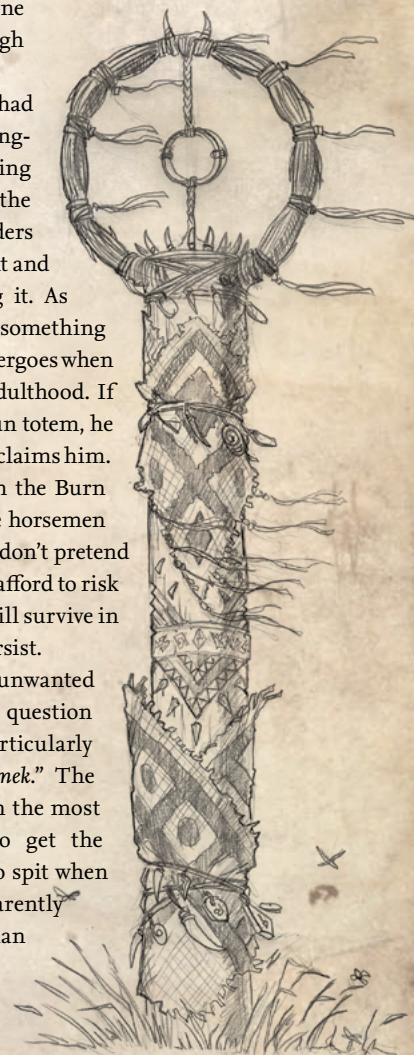 ne
gh
had
ng-
ing
the
ders
t and
g it. As
something
ergoes when
dulthood. If
un totem, he
claims him.
n the Burn
e horsemen
don't pretend
afford to risk
ill survive in
rsist.
unwanted
question
rticularly
mek.” The
n the most
o get the
o spit when
arently
an